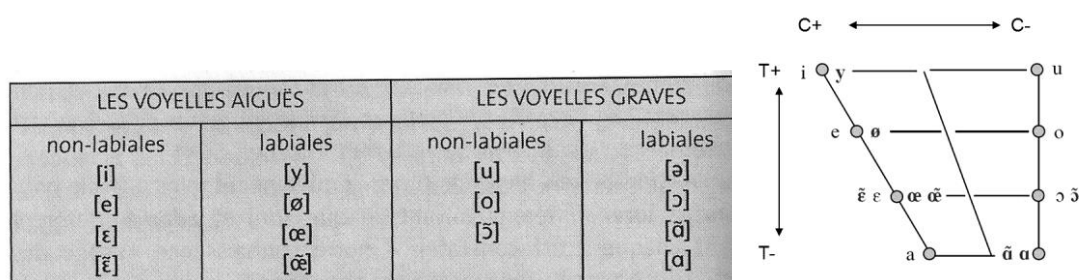 LES VOYELLES AIGUËS LES VOYELLES GRAVES
non-labiales labiales non-labiales labiales
[i] [y] [u] [ə]
[e] [ø] [o] [ɔ]
[ɛ] [œ] [ɔ̃] [ɑ̃]
[ɛ̃] [œ̃] [ɑ]
C+ C-
T+ i y u
e ø o
ɛ̃ ɛ œ œ̃ ɔ ɔ̃
T- a ɑ̃ ɑ